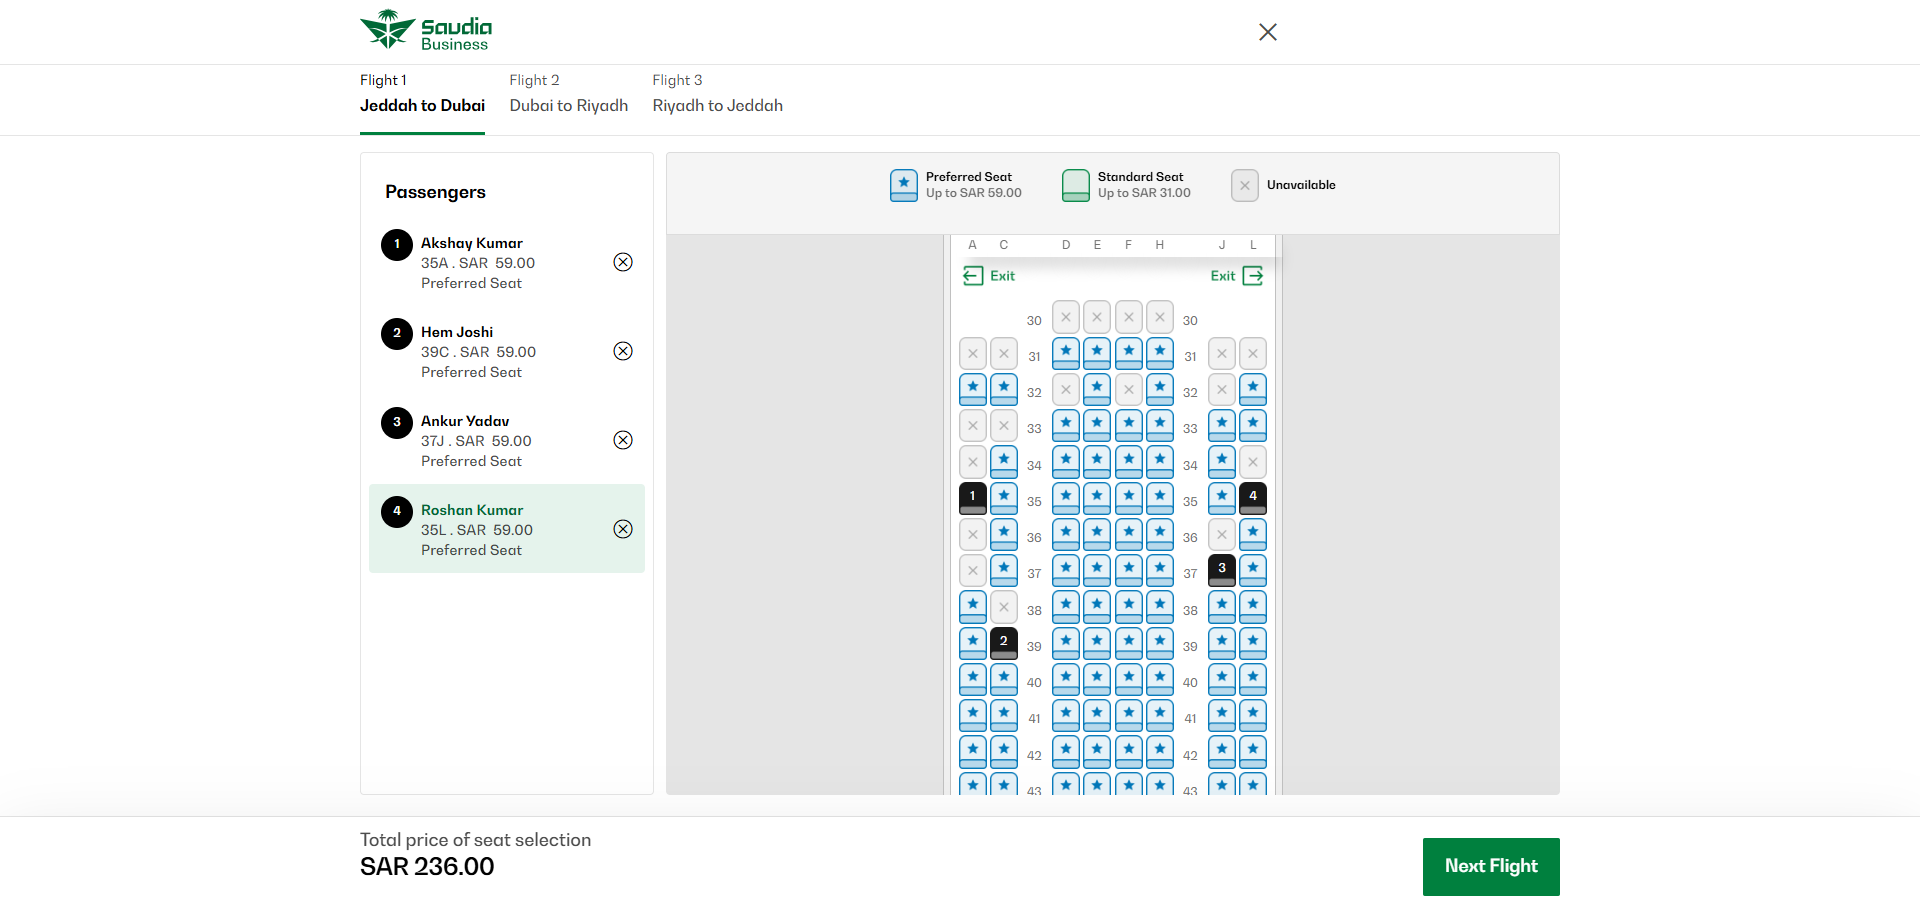 Saudia
Business
Flight 1
Jeddah to Dubai
Flight 2
Dubai to Riyadh
Flight 3
Riyadh to Jeddah
Passengers
1
Akshay Kumar
35A . SAR 59.00
Preferred Seat
2
Hem Joshi
39C . SAR 59.00
Preferred Seat
3
Ankur Yadav
37J . SAR 59.00
Preferred Seat
4
Roshan Kumar
35L . SAR 59.00
Preferred Seat
Preferred Seat
Up to SAR 59.00
Standard Seat
Up to SAR 31.00
Unavailable
A C D E F H J L
Exit Exit
30 30
31 31
32 32
33 33
34 34
1 35 35 4
36 36
37 3 37
38 38
2 39 39
40 40
41 41
42 42
43 43
Total price of seat selection
SAR 236.00
Next Flight